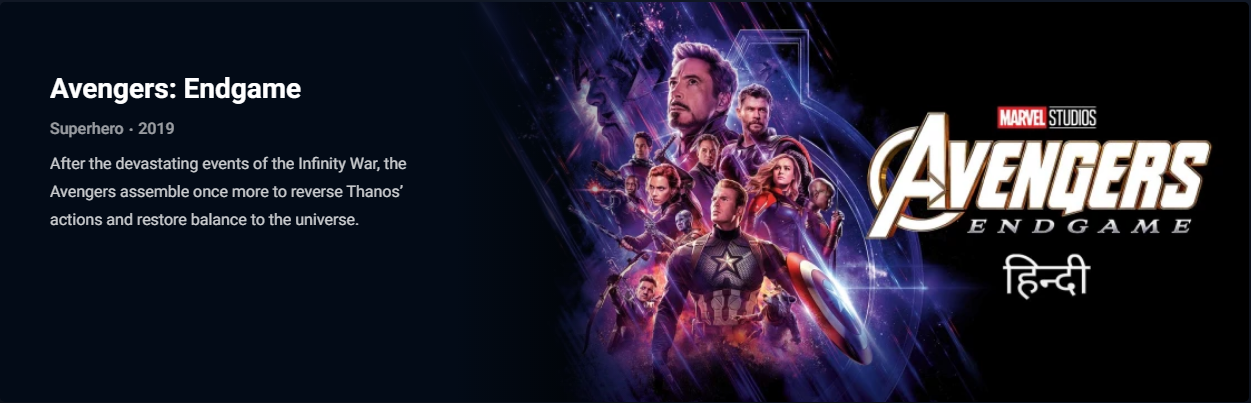 Avengers: Endgame
Superhero · 2019
After the devastating events of the Infinity War, the
Avengers assemble once more to reverse Thanos’
actions and restore balance to the universe.
MARVEL STUDIOS
AVENGERS
ENDGAME
हिन्दी